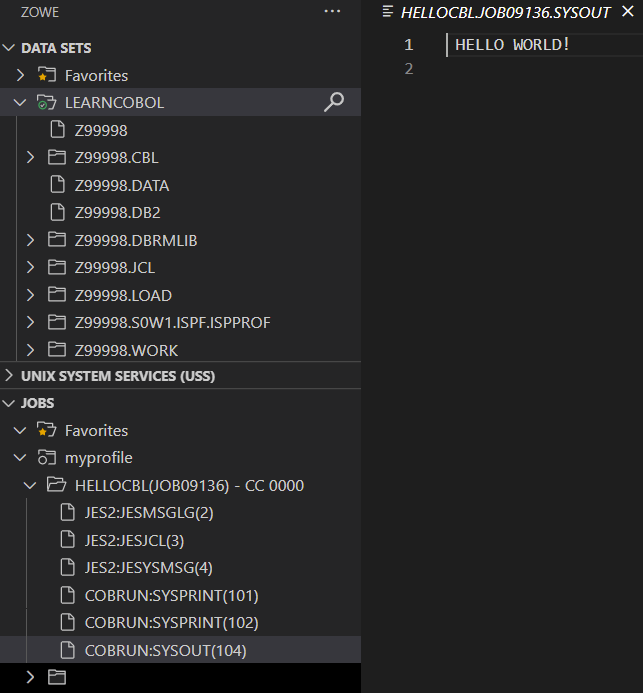 ZOWE ...
DATA SETS
Favorites
LEARNCOBOL
Z99998
Z99998.CBL
Z99998.DATA
Z99998.DB2
Z99998.DBRMLIB
Z99998.JCL
Z99998.LOAD
Z99998.S0W1.ISPF.ISPPROF
Z99998.WORK
UNIX SYSTEM SERVICES (USS)
JOBS
Favorites
myprofile
HELLOCBL(JOB09136) - CC 0000
JES2:JESMSGLG(2)
JES2:JESJCL(3)
JES2:JESYSMSG(4)
COBRUN:SYSPRINT(101)
COBRUN:SYSPRINT(102)
COBRUN:SYSOUT(104)
HELLOCBL.JOB09136.SYSOUT
1 HELLO WORLD!
2